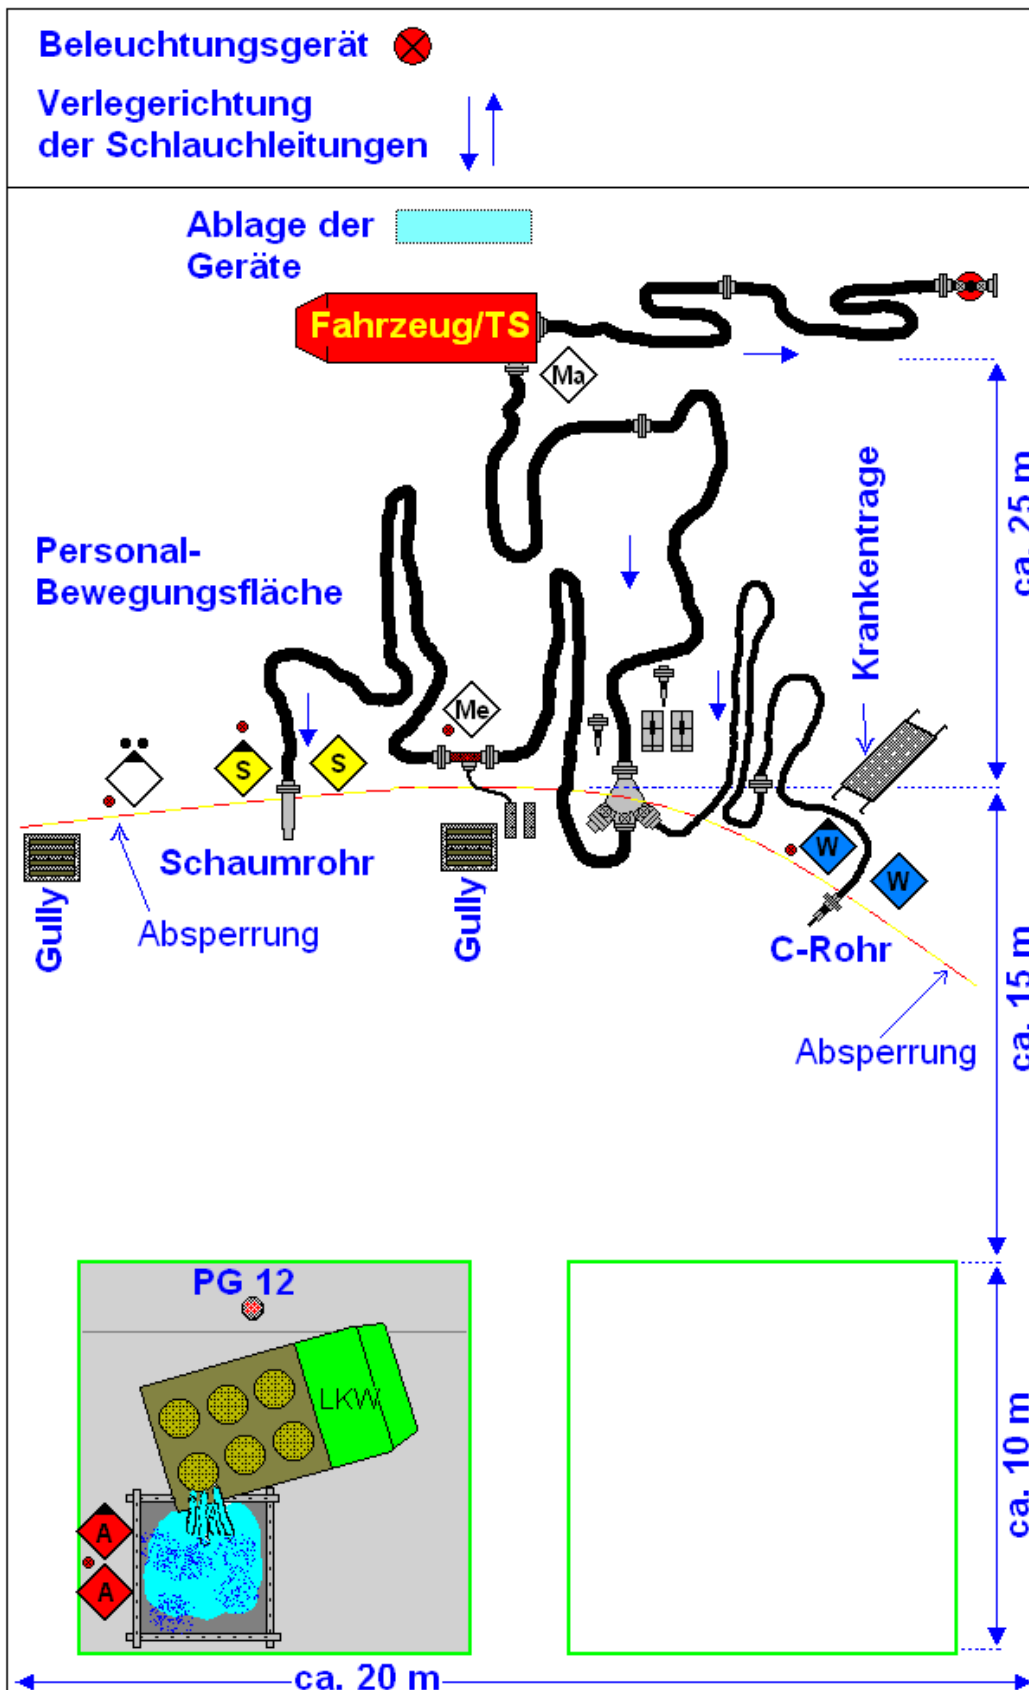 Beleuchtungsgerät
Verlegerichtung
der Schlauchleitungen
Ablage der
Geräte
Fahrzeug/TS
Ma
ca. 25 m
Krankentrage
Personal-
Bewegungsfläche
Me
S
S
W
W
Schaumrohr
Gully
Gully
Absperrung
C-Rohr
Absperrung
ca. 15 m
PG 12
LKW
A
A
ca. 10 m
ca. 20 m